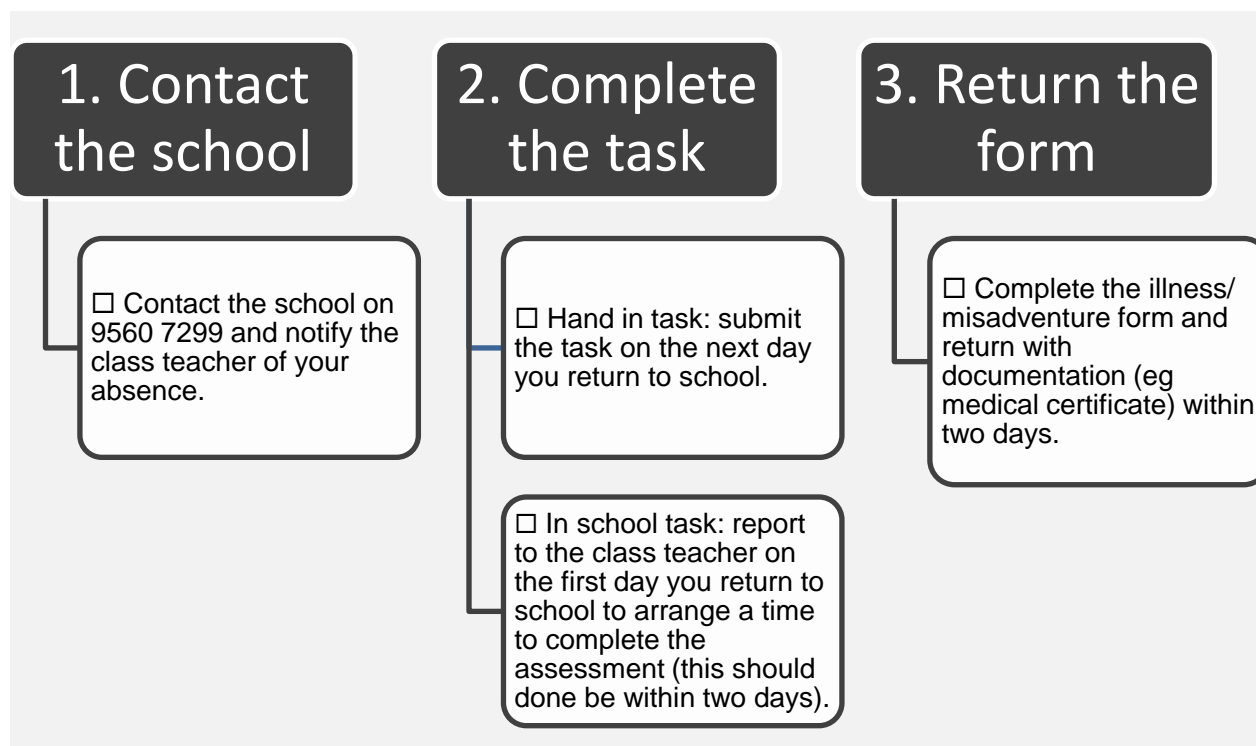 1. Contact
the school
☐ Contact the school on
9560 7299 and notify the
class teacher of your
absence.
2. Complete
the task
☐ Hand in task: submit
the task on the next day
you return to school.
☐ In school task: report
to the class teacher on
the first day you return to
school to arrange a time
to complete the
assessment (this should
done be within two days).
3. Return the
form
☐ Complete the illness/
misadventure form and
return with
documentation (eg
medical certificate) within
two days.